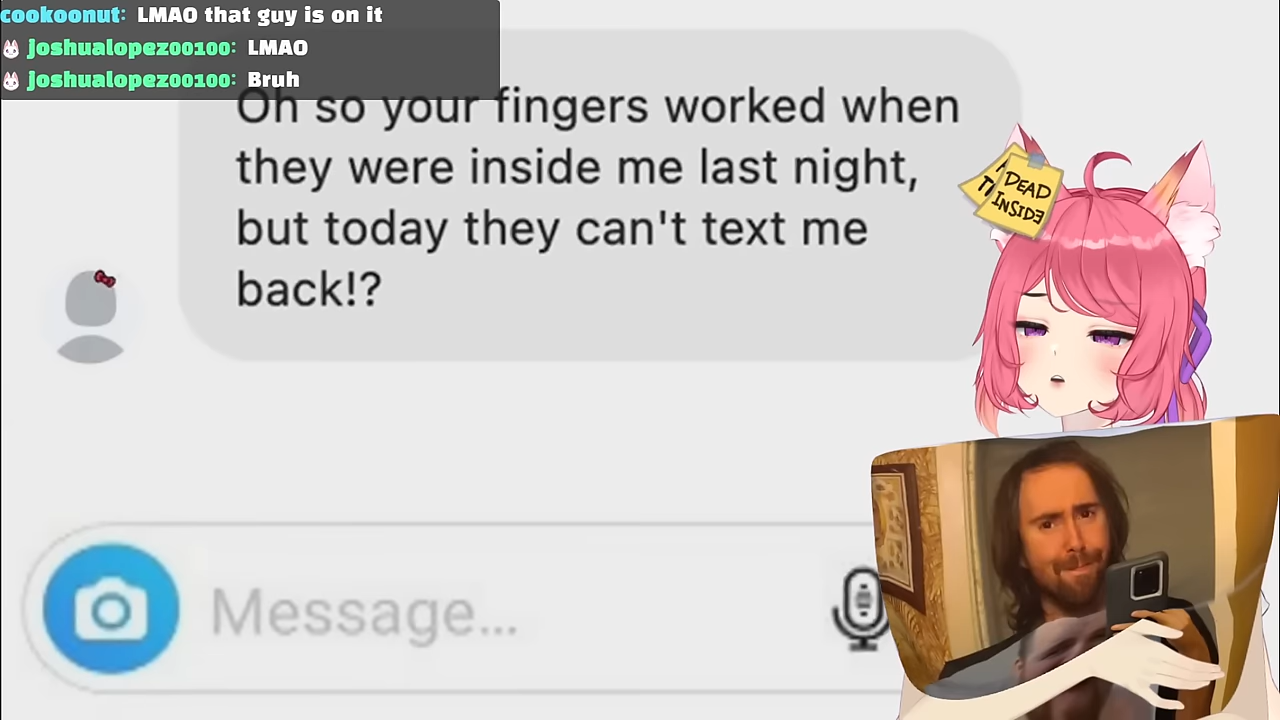 cookoonut: LMAO that guy is on it
joshualopez00100: LMAO
joshualopez00100: Bruh
Oh so your fingers worked when
they were inside me last night,
but today they can't text me
back!?
DEAD
INSIDE
Message...